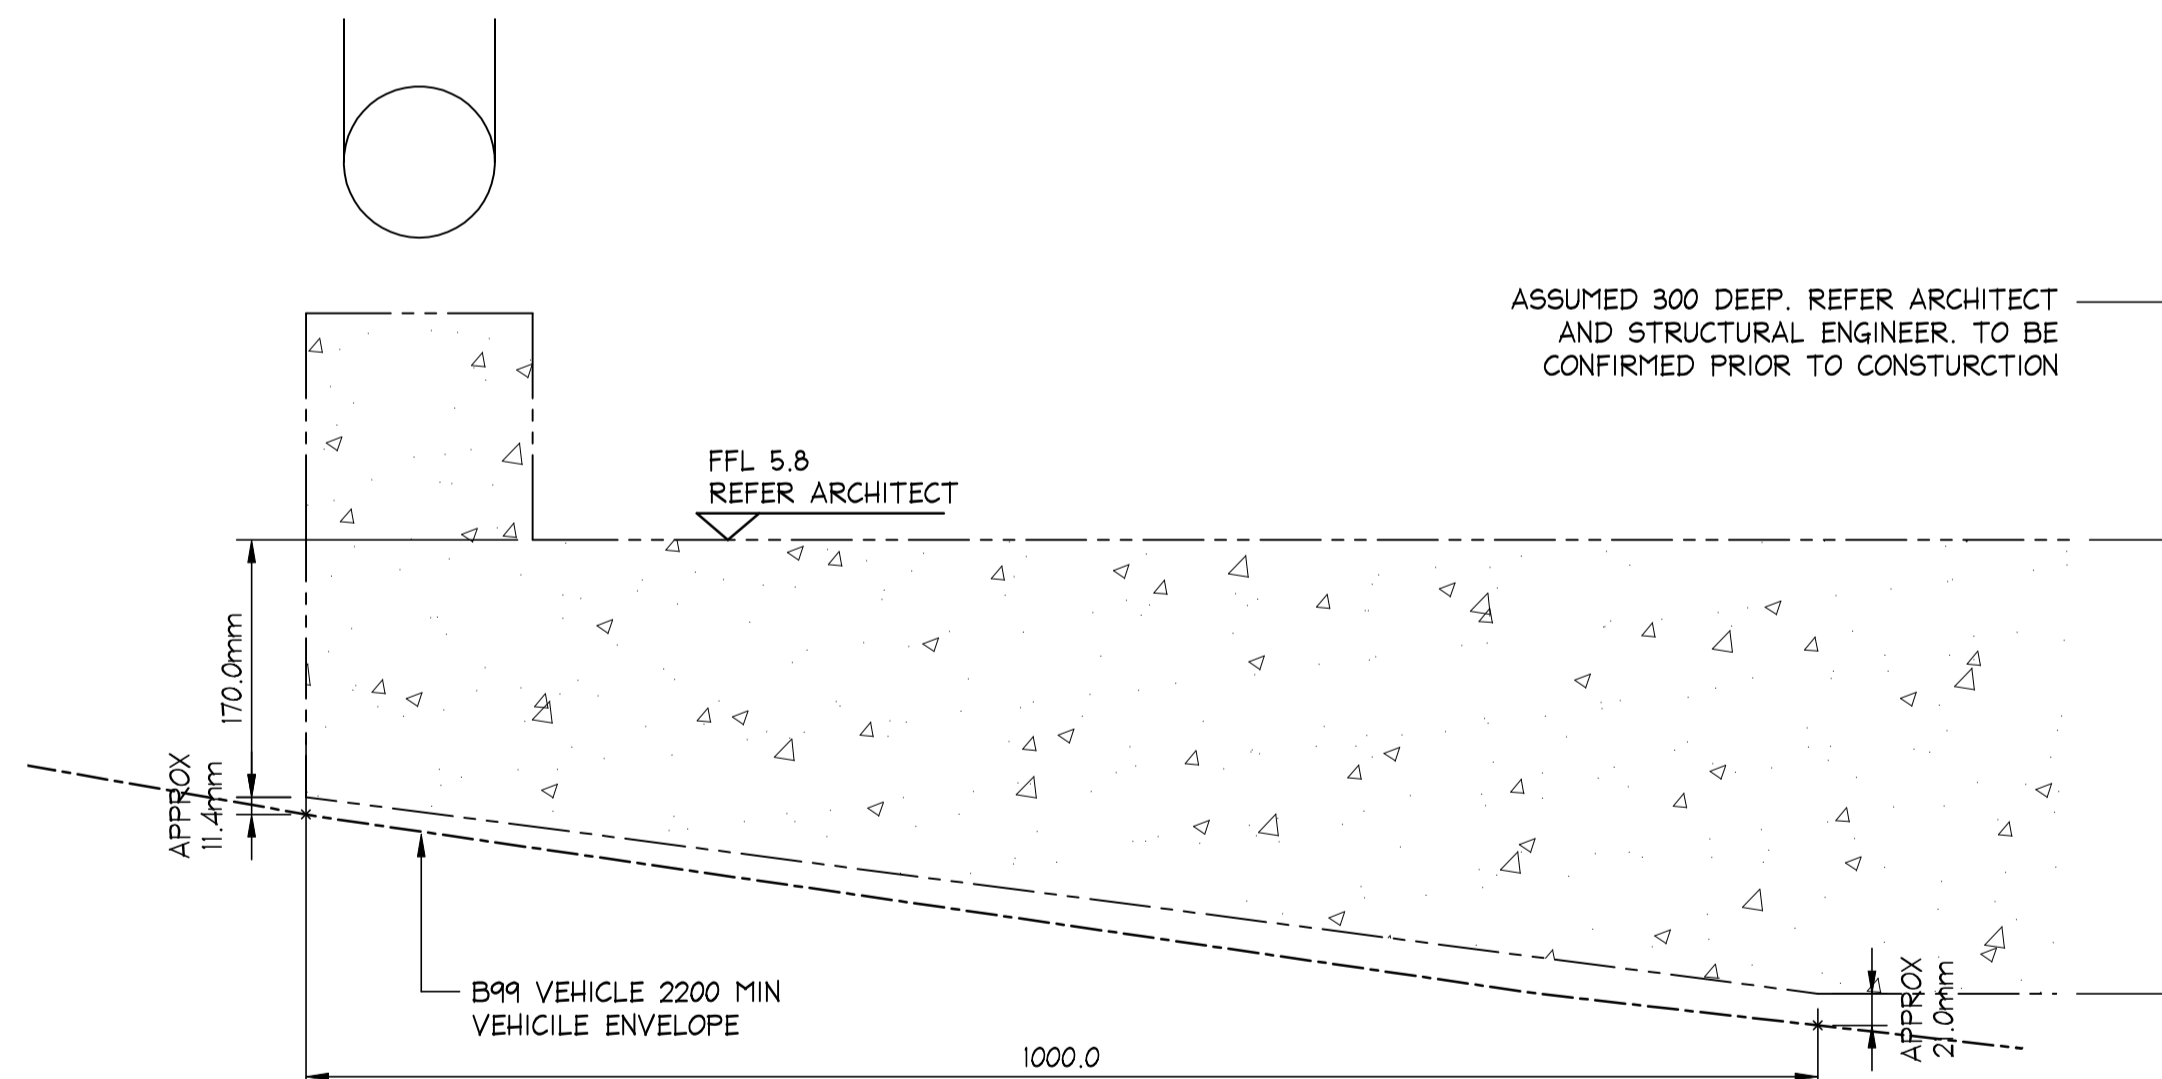 ASSUMED 300 DEEP. REFER ARCHITECT
AND STRUCTURAL ENGINEER. TO BE
CONFIRMED PRIOR TO CONSTURCTION
FFL 5.8
REFER ARCHITECT
170.0mm
APPROX
11.4mm
B99 VEHICLE 2200 MIN
VEHICILE ENVELOPE
APPROX
21.0mm
1000.0